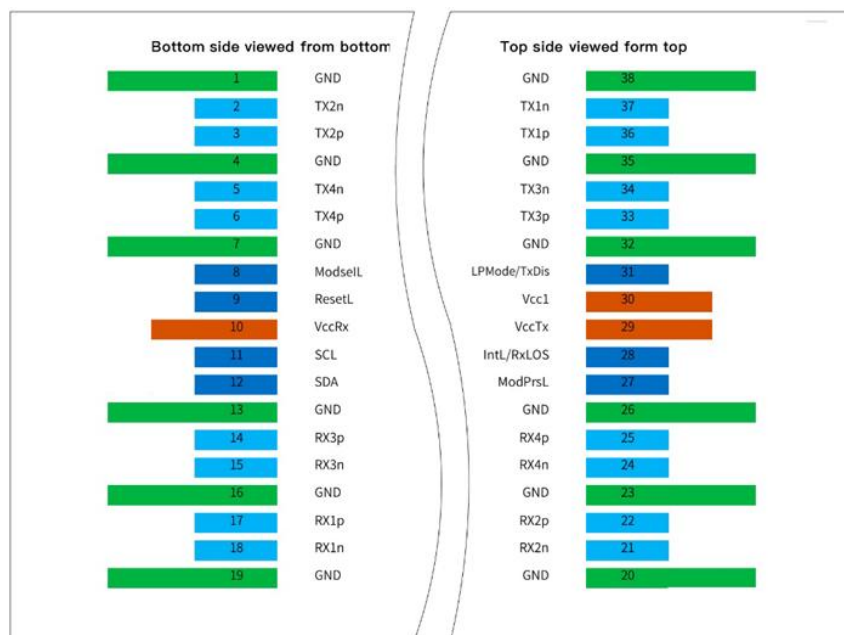 Bottom side viewed from bottom
1 GND
2 TX2n
3 TX2p
4 GND
5 TX4n
6 TX4p
7 GND
8 ModselL
9 ResetL
10 VccRx
11 SCL
12 SDA
13 GND
14 RX3p
15 RX3n
16 GND
17 RX1p
18 RX1n
19 GND
Top side viewed form top
GND 38
TX1n 37
TX1p 36
GND 35
TX3n 34
TX3p 33
GND 32
LPMode/TxDis 31
Vcc1 30
VccTx 29
IntL/RxLOS 28
ModPrsL 27
GND 26
RX4p 25
RX4n 24
GND 23
RX2p 22
RX2n 21
GND 20